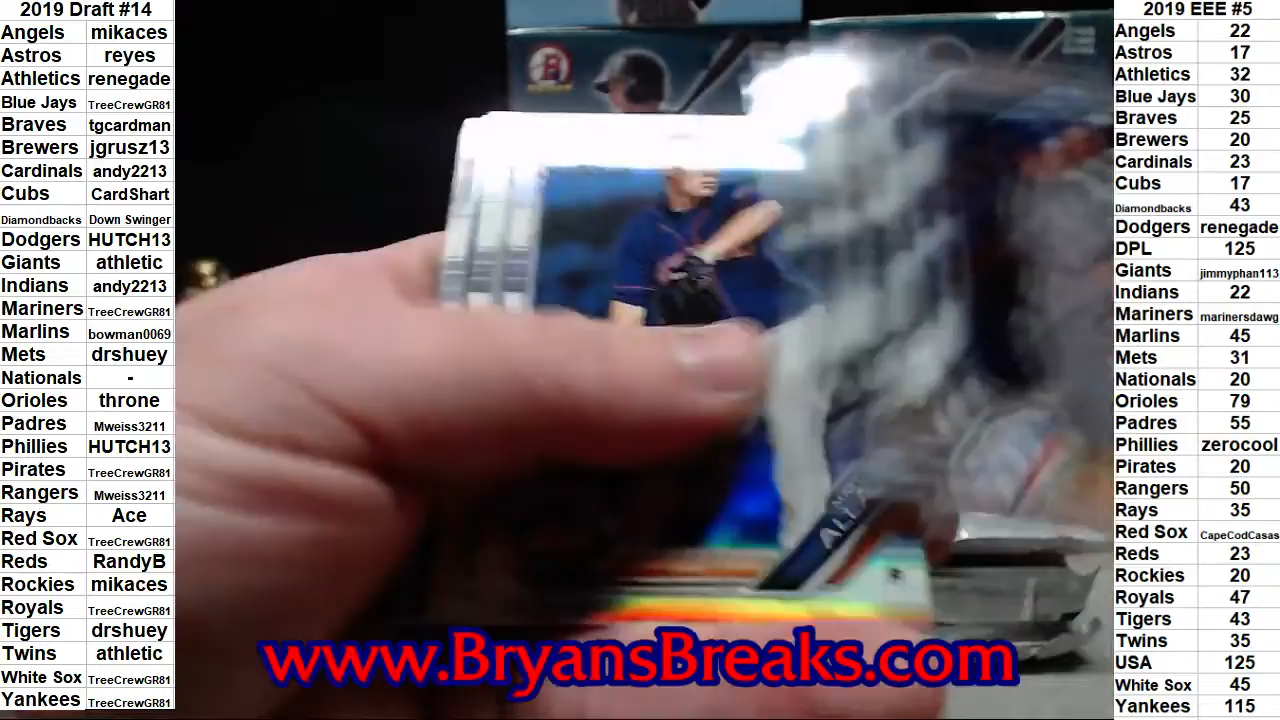 2019 Draft #14
Angels mikaces
Astros reyes
Athletics renegade
Blue Jays TreeCrewGR81
Braves tgcardman
Brewers jgrusz13
Cardinals andy2213
Cubs CardShart
Diamondbacks Down Swinger
Dodgers HUTCH13
Giants athletic
Indians andy2213
Mariners TreeCrewGR81
Marlins bowman0069
Mets drshuey
Nationals -
Orioles throne
Padres Mweiss3211
Phillies HUTCH13
Pirates TreeCrewGR81
Rangers Mweiss3211
Rays Ace
Red Sox TreeCrewGR81
Reds RandyB
Rockies mikaces
Royals TreeCrewGR81
Tigers drshuey
Twins athletic
White Sox TreeCrewGR81
Yankees TreeCrewGR81
www.BryansBreaks.com
2019 EEE #5
Angels 22
Astros 17
Athletics 32
Blue Jays 30
Braves 25
Brewers 20
Cardinals 23
Cubs 17
Diamondbacks 43
Dodgers renegade
DPL 125
Giants jimmyphan113
Indians 22
Mariners marinersdawg
Marlins 45
Mets 31
Nationals 20
Orioles 79
Padres 55
Phillies zerocool
Pirates 20
Rangers 50
Rays 35
Red Sox CapeCodCasas
Reds 23
Rockies 20
Royals 47
Tigers 43
Twins 35
USA 125
White Sox 45
Yankees 115